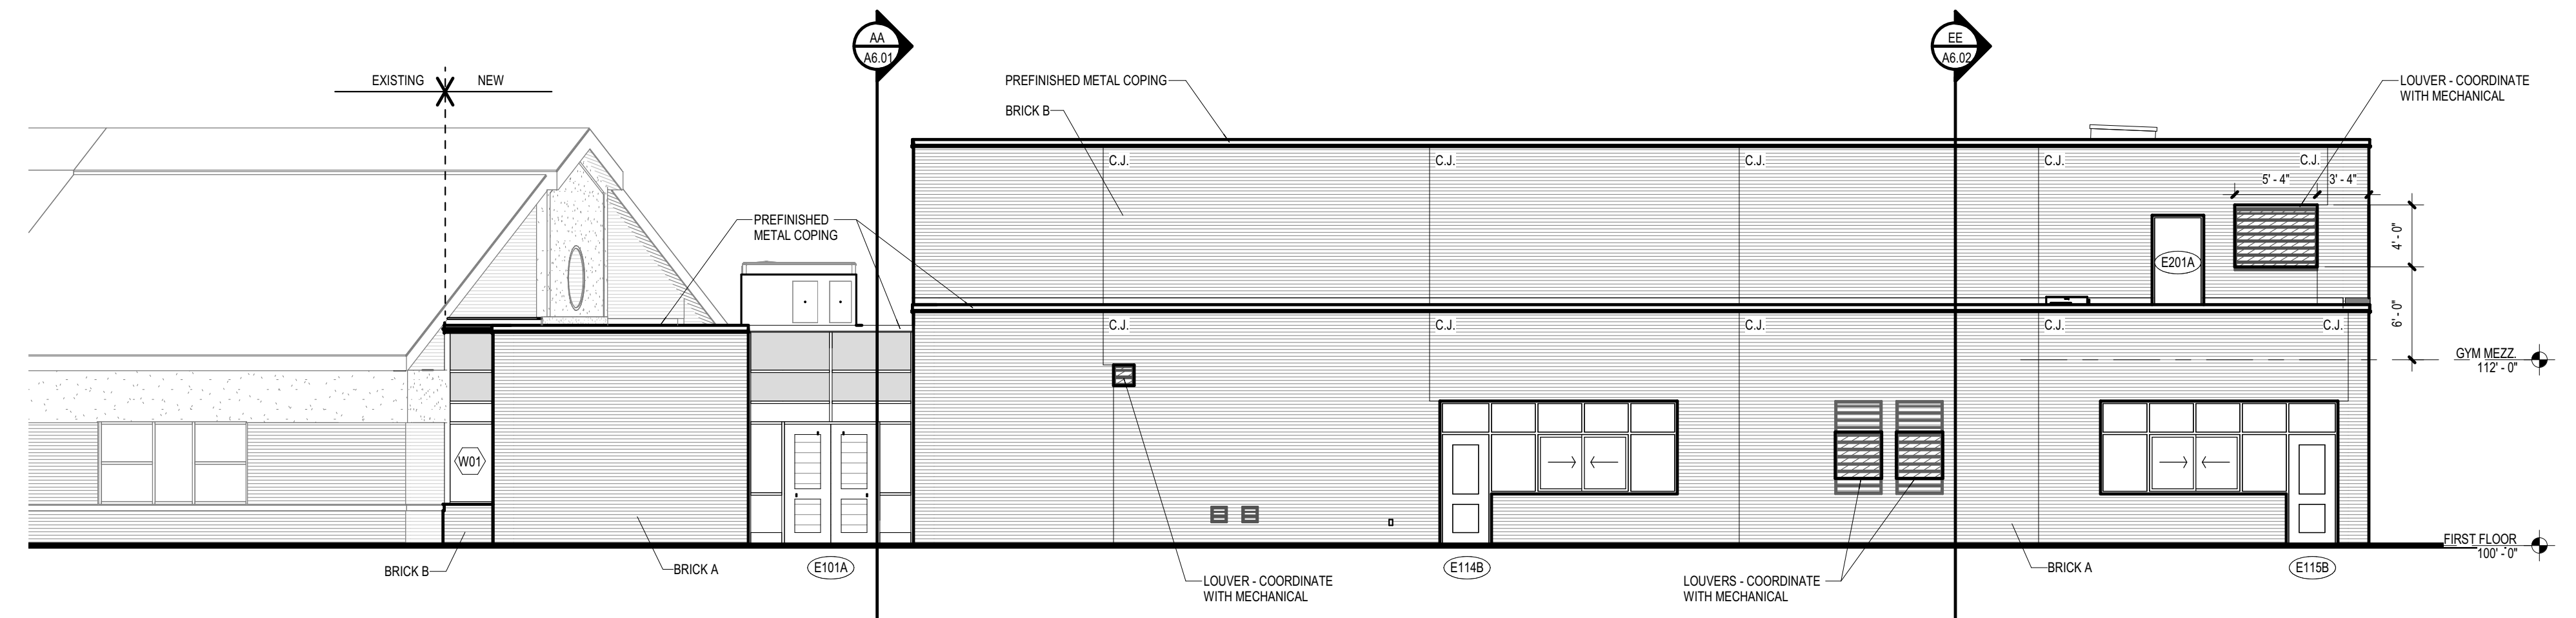 AA
A6.01
EE
A6.02
EXISTING
NEW
PREFINISHED METAL COPING
BRICK B
LOUVER - COORDINATE
WITH MECHANICAL
C.J.
C.J.
C.J.
C.J.
C.J.
5' - 4"
3' - 4"
PREFINISHED
METAL COPING
4' - 0"
E201A
6' - 0"
C.J.
C.J.
C.J.
C.J.
C.J.
GYM MEZZ.
112' - 0"
W01
FIRST FLOOR
100' - 0"
BRICK B
BRICK A
E101A
LOUVER - COORDINATE
WITH MECHANICAL
E114B
LOUVERS - COORDINATE
WITH MECHANICAL
BRICK A
E115B